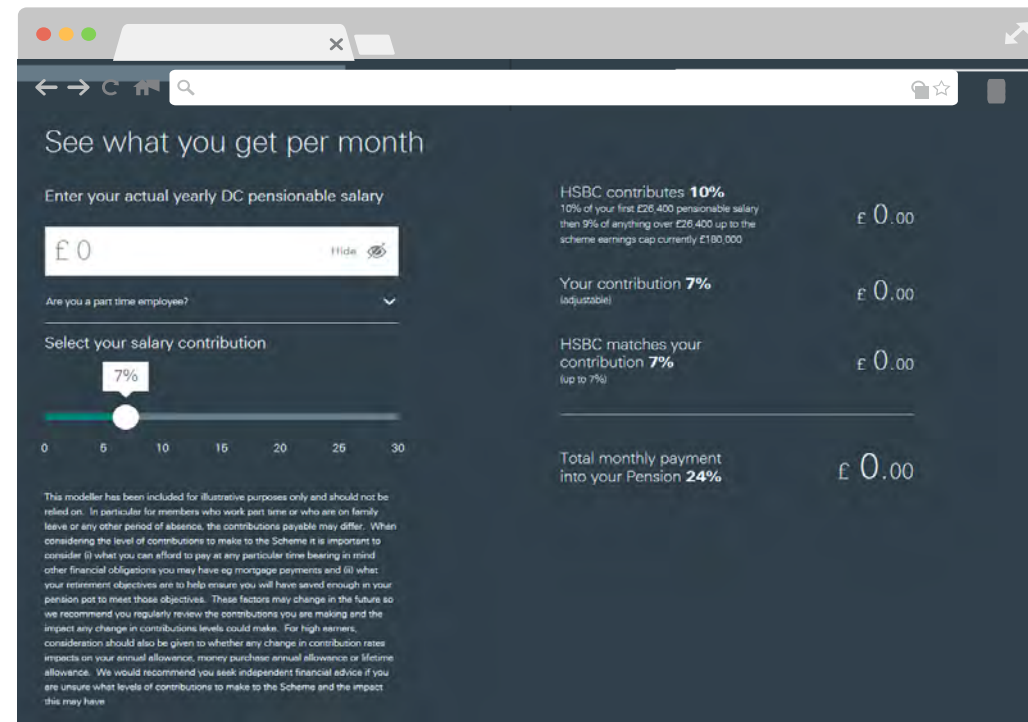 See what you get per month
Enter your actual yearly DC pensionable salary
£ 0
Hide
Are you a part time employee?
Select your salary contribution
7%
0 5 10 15 20 25 30
This modeller has been included for illustrative purposes only and should not be
relied on. In particular for members who work part time or who are on family
leave or any other period of absence, the contributions payable may differ. When
considering the level of contributions to make to the Scheme it is important to
consider (i) what you can afford to pay at any particular time bearing in mind
other financial obligations you may have eg mortgage payments and (ii) what
your retirement objectives are to help ensure you will have saved enough in your
pension pot to meet those objectives. These factors may change in the future so
we recommend you regularly review the contributions you are making and the
impact any change in contributions levels could make. For high earners,
consideration should also be given to whether any change in contribution rates
impacts on your annual allowance, money purchase annual allowance or lifetime
allowance. We would recommend you seek independent financial advice if you
are unsure what levels of contributions to make to the Scheme and the impact
this may have
HSBC contributes 10%
10% of your first £26,400 pensionable salary
then 9% of anything over £26,400 up to the
scheme earnings cap currently £180,000
£ 0.00
Your contribution 7%
(adjustable)
£ 0.00
HSBC matches your
contribution 7%
(up to 7%)
£ 0.00
Total monthly payment
into your Pension 24%
£ 0.00